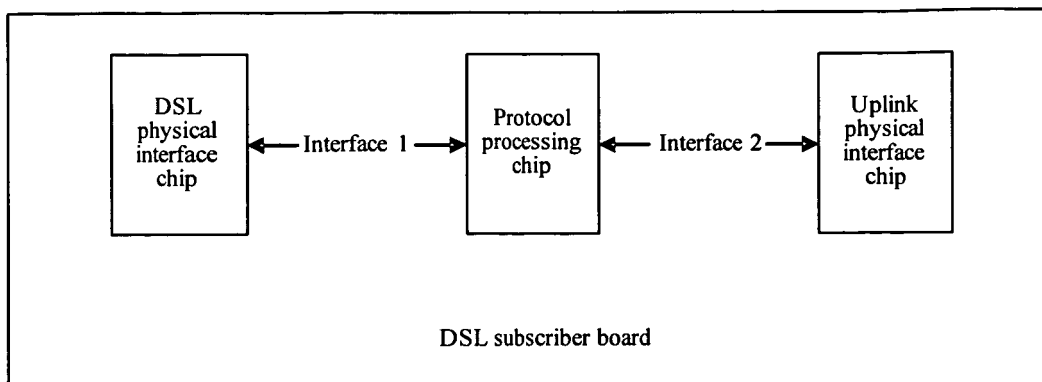 DSL
physical
interface
chip
Interface 1
Protocol
processing
chip
Interface 2
Uplink
physical
interface
chip
DSL subscriber board